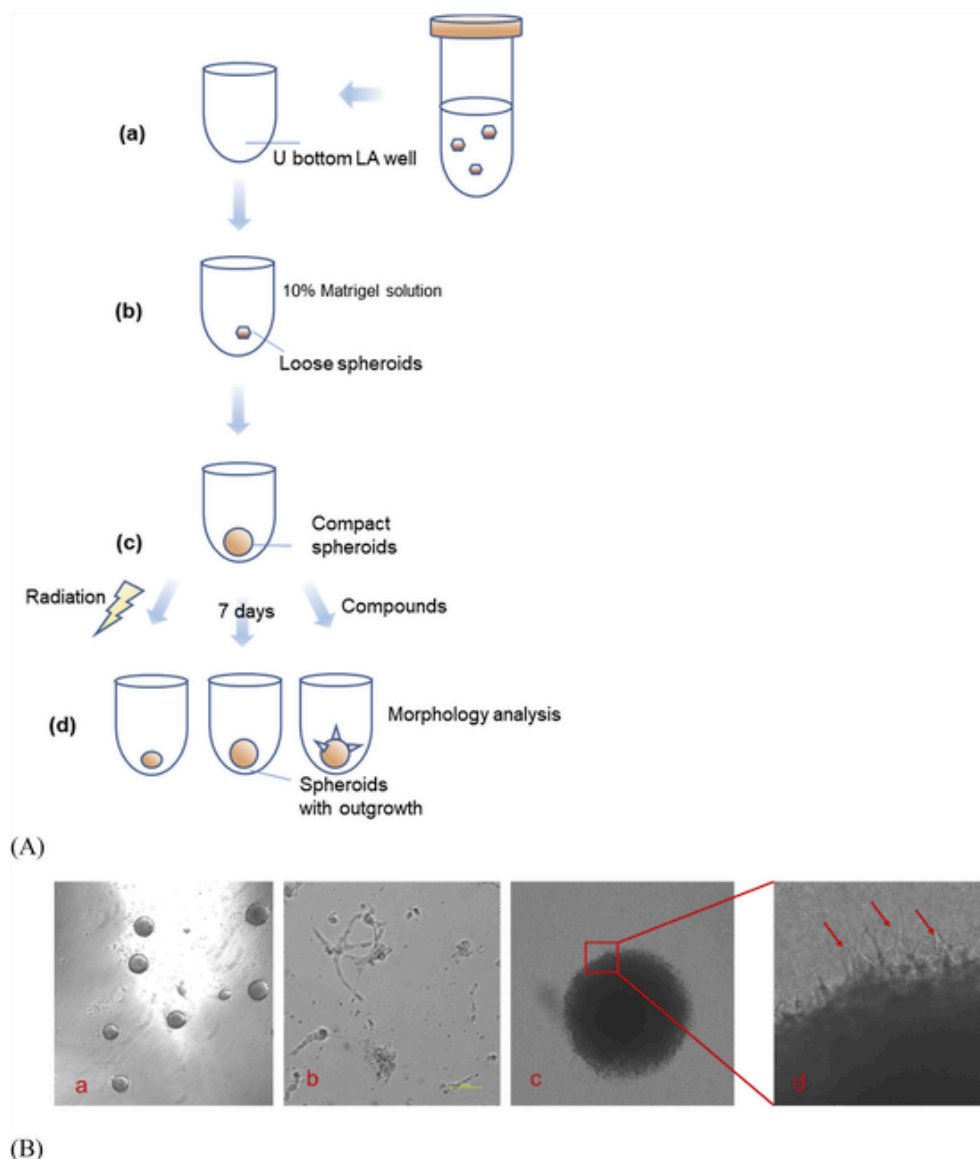 (a)
U bottom LA well
(b)
10% Matrigel solution
Loose spheroids
(c)
Compact
spheroids
Radiation
7 days
Compounds
(d)
Morphology analysis
Spheroids
with outgrowth
(A)
a
b
c
d
(B)